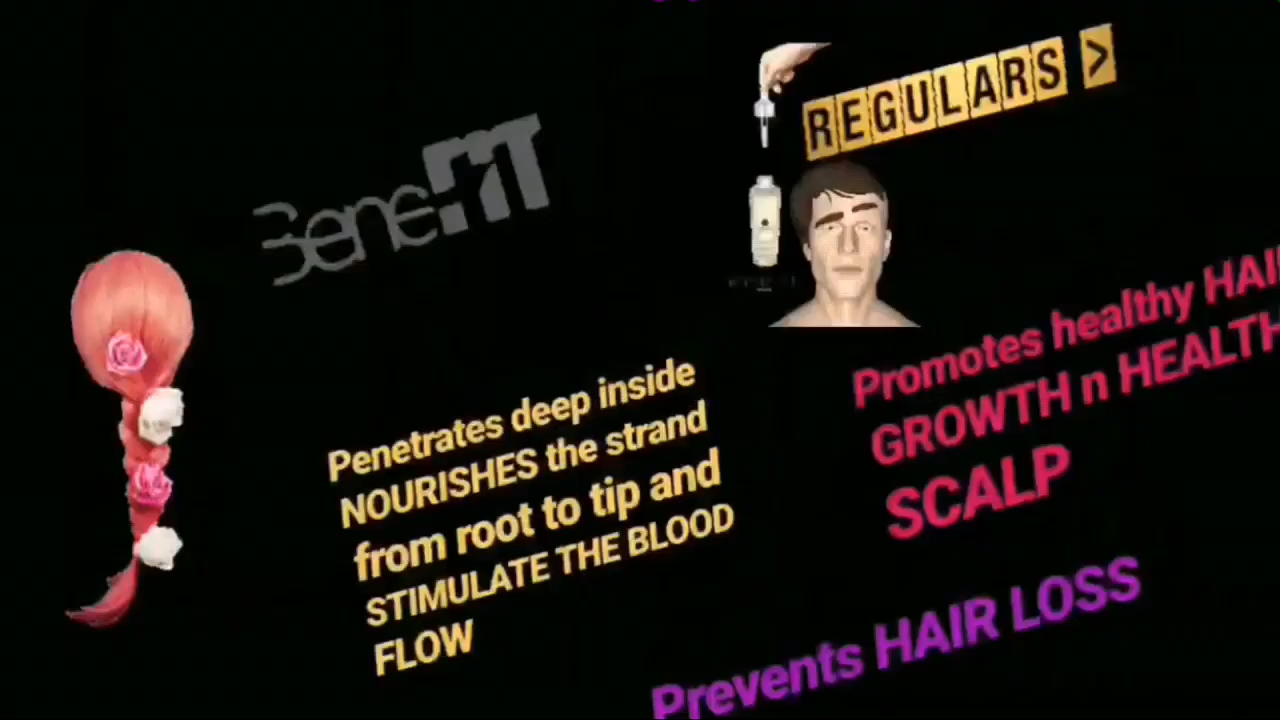 REGULARS >
BeneFIT
Penetrates deep inside
NOURISHES the strand
from root to tip and
STIMULATE THE BLOOD
FLOW
Promotes healthy HAI
GROWTH n HEALTH
SCALP
Prevents HAIR LOSS